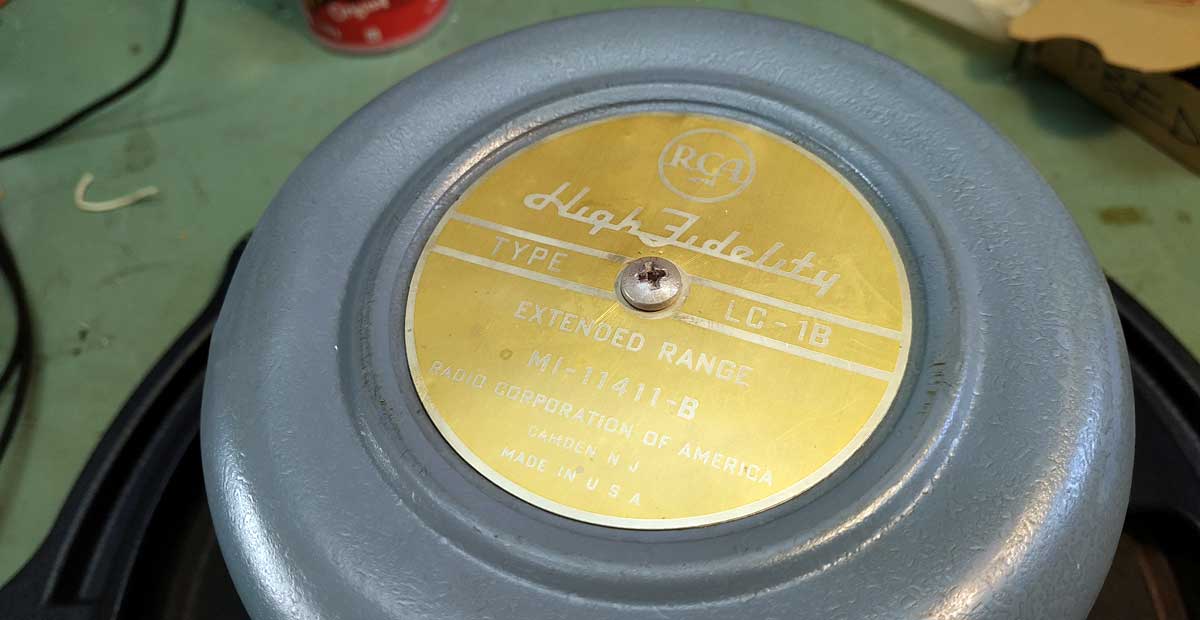 RCA
High Fidelity
TYPE LC-1B
EXTENDED RANGE
MI-11411-B
RADIO CORPORATION OF AMERICA
CAMDEN N J
MADE IN U S A